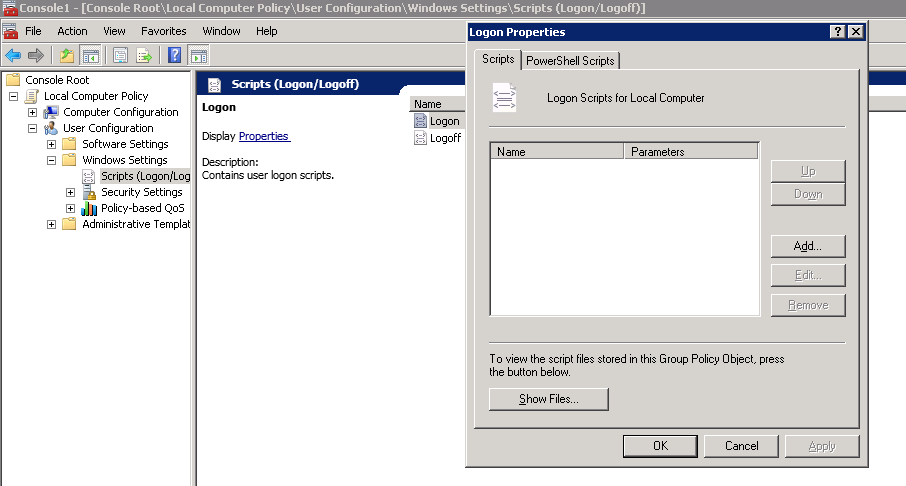 Console1 - [Console Root\Local Computer Policy\User Configuration\Windows Settings\Scripts (Logon/Logoff)]
File Action View Favorites Window Help
Console Root
Local Computer Policy
Computer Configuration
User Configuration
Software Settings
Windows Settings
Scripts (Logon/Log
Security Settings
Policy-based QoS
Administrative Templat
Scripts (Logon/Logoff)
Logon
Display Properties
Description:
Contains user logon scripts.
Name
Logon
Logoff
Logon Properties
Scripts PowerShell Scripts
Logon Scripts for Local Computer
Name Parameters
Up
Down
Add...
Edit...
Remove
To view the script files stored in this Group Policy Object, press
the button below.
Show Files...
OK Cancel Apply